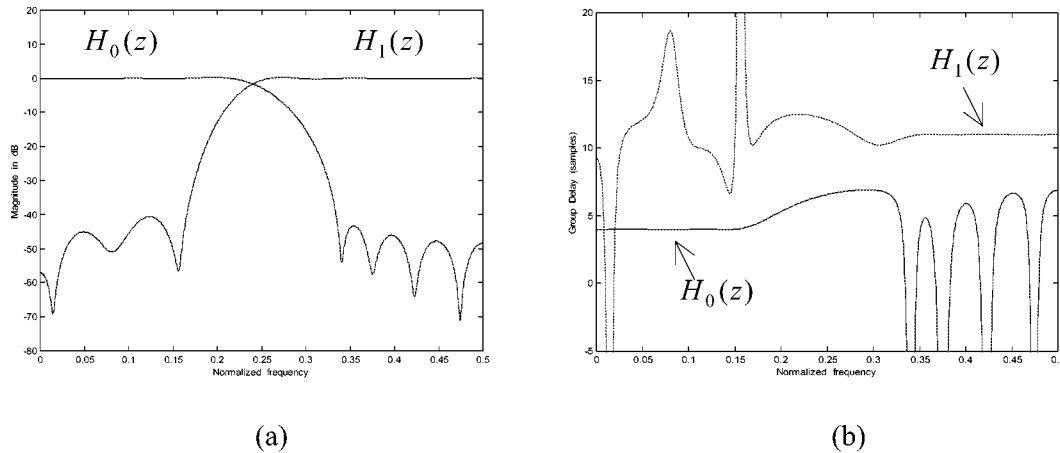 20
10
0
-10
-20
-30
-40
-50
-60
-70
-80
Magnitude in dB
H₀(z)
H₁(z)
0 0.05 0.1 0.15 0.2 0.25 0.3 0.35 0.4 0.45 0.5
Normalized frequency
(a)
20
15
10
5
0
-5
Group Delay (samples)
H₁(z)
H₀(z)
0 0.05 0.1 0.15 0.2 0.25 0.3 0.35 0.4 0.45 0.5
Normalized frequency
(b)